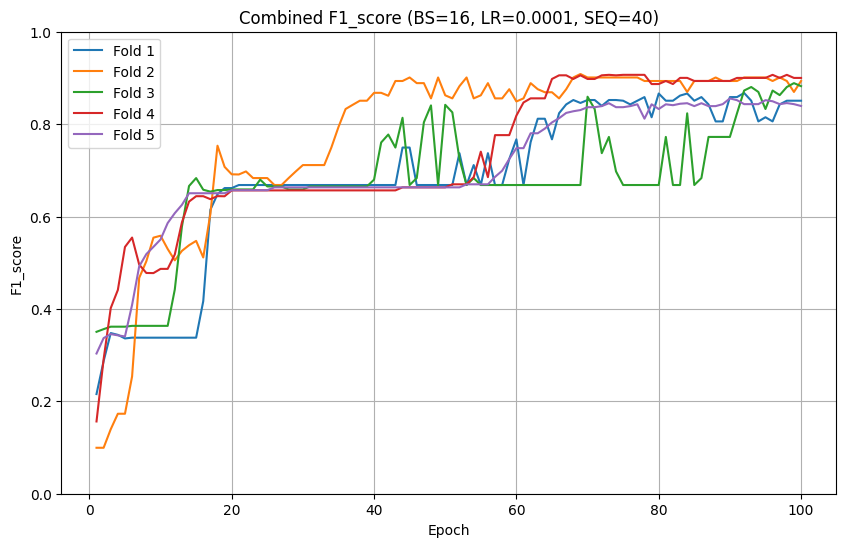 Combined F1_score (BS=16, LR=0.0001, SEQ=40)
Fold 1
Fold 2
Fold 3
Fold 4
Fold 5
F1_score
1.0
0.8
0.6
0.4
0.2
0.0
0 20 40 60 80 100
Epoch